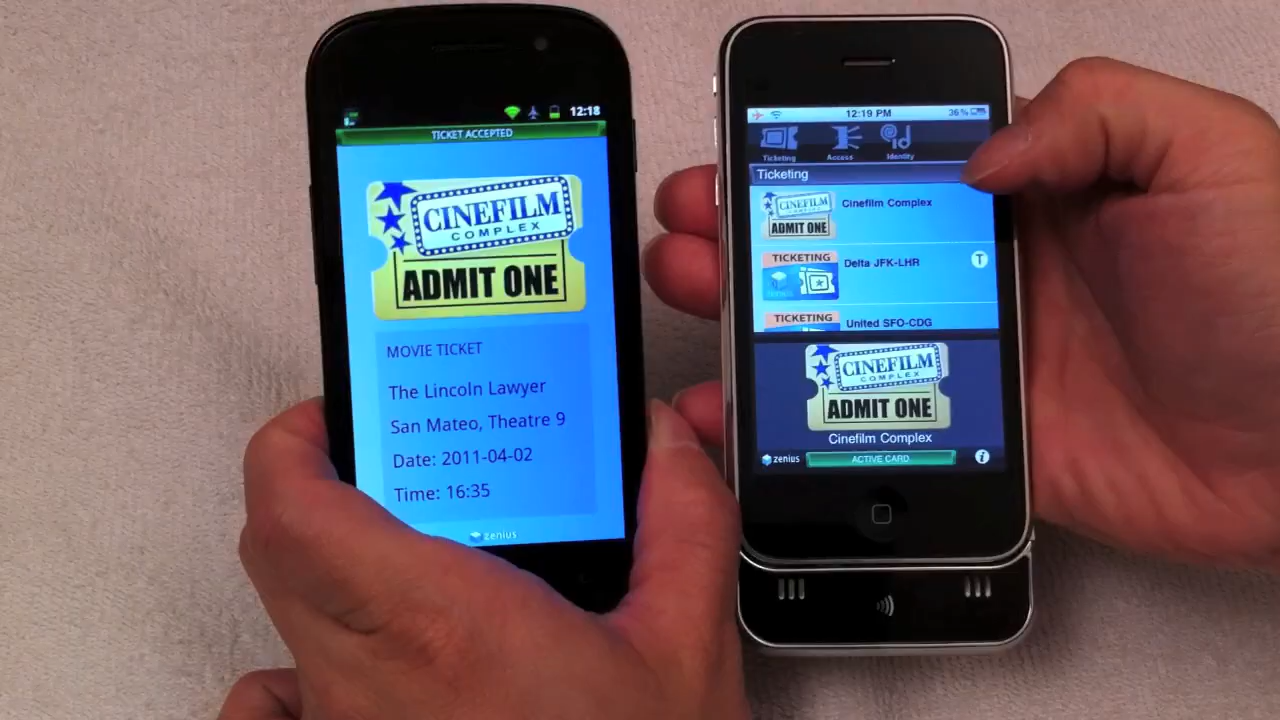 12:18
TICKET ACCEPTED
CINEFILM
COMPLEX
ADMIT ONE
MOVIE TICKET
The Lincoln Lawyer
San Mateo, Theatre 9
Date: 2011-04-02
Time: 16:35
zenius
12:19 PM
36%
Ticketing
Access
Identity
Ticketing
CINEFILM
COMPLEX
ADMIT ONE
Cinefilm Complex
TICKETING
Delta JFK-LHR
T
TICKETING
United SFO-CDG
CINEFILM
COMPLEX
ADMIT ONE
Cinefilm Complex
zenius
ACTIVE CARD
i